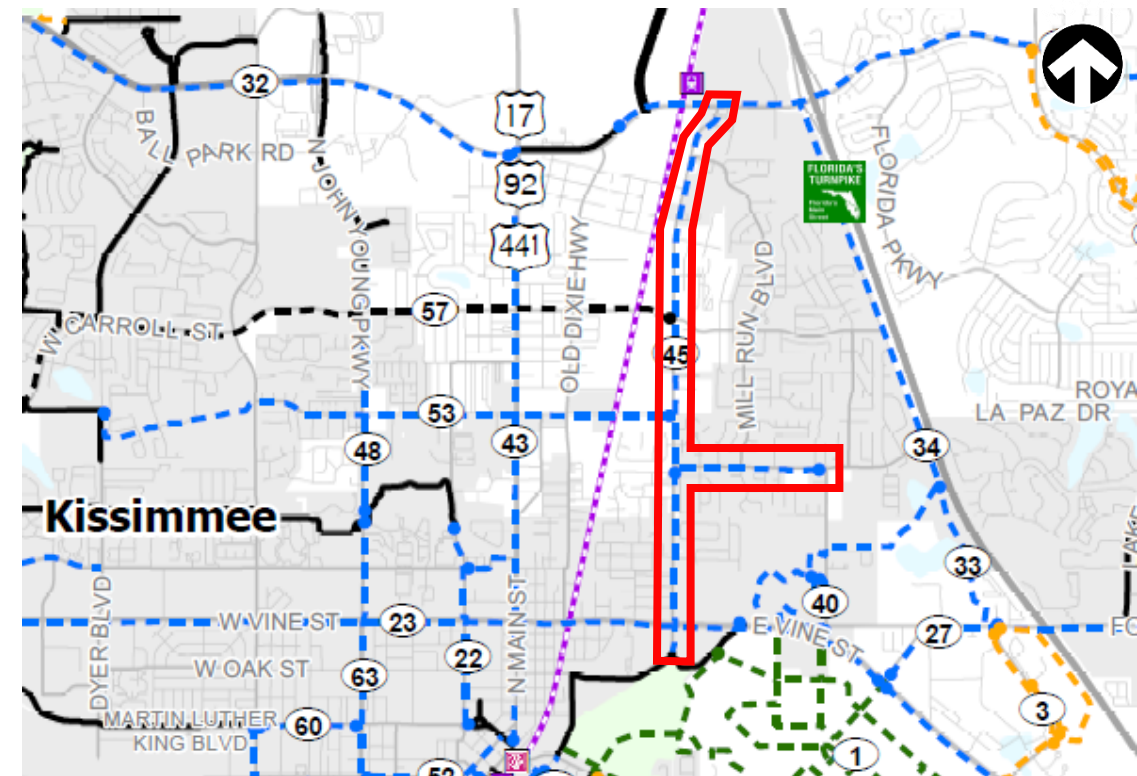 32
17
92
441
BALL PARK RD
N JOHN YOUNG PKWY
OLD DIXIE HWY
FLORIDA'S
TURNPIKE
FLORIDA PKWY
MILL RUN BLVD
57
W CARROLL ST
45
ROYA
LA PAZ DR
53
48
43
34
Kissimmee
33
40
DYER BLVD
W VINE ST
23
N MAIN ST
E VINE ST
27
FO
22
W OAK ST
63
3
MARTIN LUTHER
KING BLVD
60
1
52